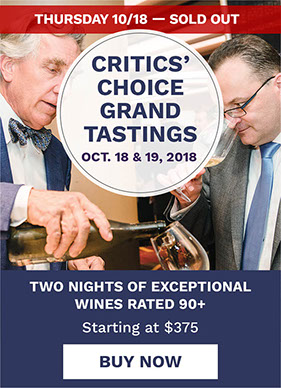 THURSDAY 10/18 — SOLD OUT
CRITICS’
CHOICE
GRAND
TASTINGS
OCT. 18 & 19, 2018
TWO NIGHTS OF EXCEPTIONAL
WINES RATED 90+
Starting at $375
BUY NOW